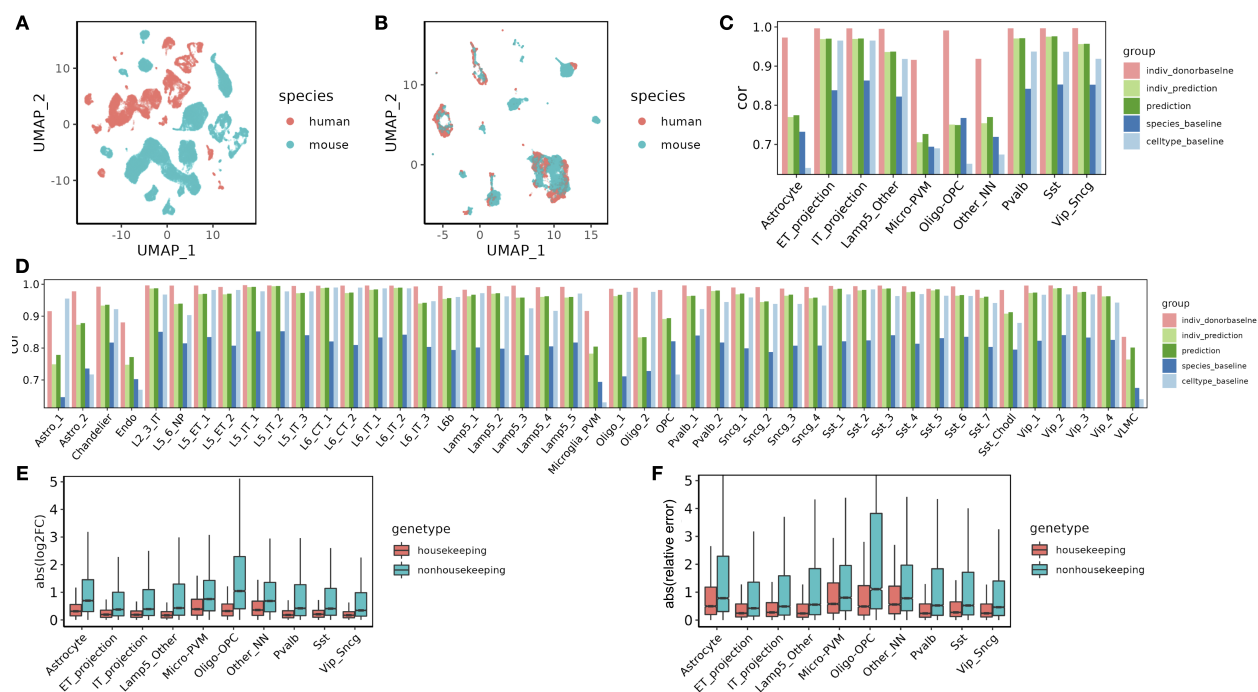 A
UMAP_2
10
0
-10
-10
0
10
UMAP_1
species
human
mouse
B
UMAP_2
10
0
-5
0
5
10
15
UMAP_1
species
human
mouse
C
cor
1.0
0.9
0.8
0.7
Astrocyte
ET_projection
IT_projection
Lamp5_Other
Micro-PVM
Oligo-OPC
Other_NN
Pvalb
Sst
Vip_Sncg
group
indiv_donorbaselne
indiv_prediction
prediction
species_baseline
celltype_baseline
D
cor
1.0
0.9
0.8
0.7
Astro_1
Astro_2
Chandelier
Endo
L2_3_IT
L5_6_NP
L5_ET_1
L5_ET_2
L5_IT_1
L5_IT_2
L5_IT_3
L6_CT_1
L6_CT_2
L6_IT_1
L6_IT_2
L6_IT_3
L6b
Lamp5_1
Lamp5_2
Lamp5_3
Lamp5_4
Lamp5_5
Microglia_PVM
Oligo_1
Oligo_2
OPC
Pvalb_1
Pvalb_2
Sncg_1
Sncg_2
Sncg_3
Sncg_4
Sst_1
Sst_2
Sst_3
Sst_4
Sst_5
Sst_6
Sst_7
Sst_Chodl
Vip_1
Vip_2
Vip_3
Vip_4
VLMC
group
indiv_donorbaselne
indiv_prediction
prediction
species_baseline
celltype_baseline
E
abs(log2FC)
5
4
3
2
1
0
Astrocyte
ET_projection
IT_projection
Lamp5_Other
Micro-PVM
Oligo-OPC
Other_NN
Pvalb
Sst
Vip_Sncg
genetype
housekeeping
nonhousekeeping
F
abs(relative error)
5
4
3
2
1
0
Astrocyte
ET_projection
IT_projection
Lamp5_Other
Micro-PVM
Oligo-OPC
Other_NN
Pvalb
Sst
Vip_Sncg
genetype
housekeeping
nonhousekeeping